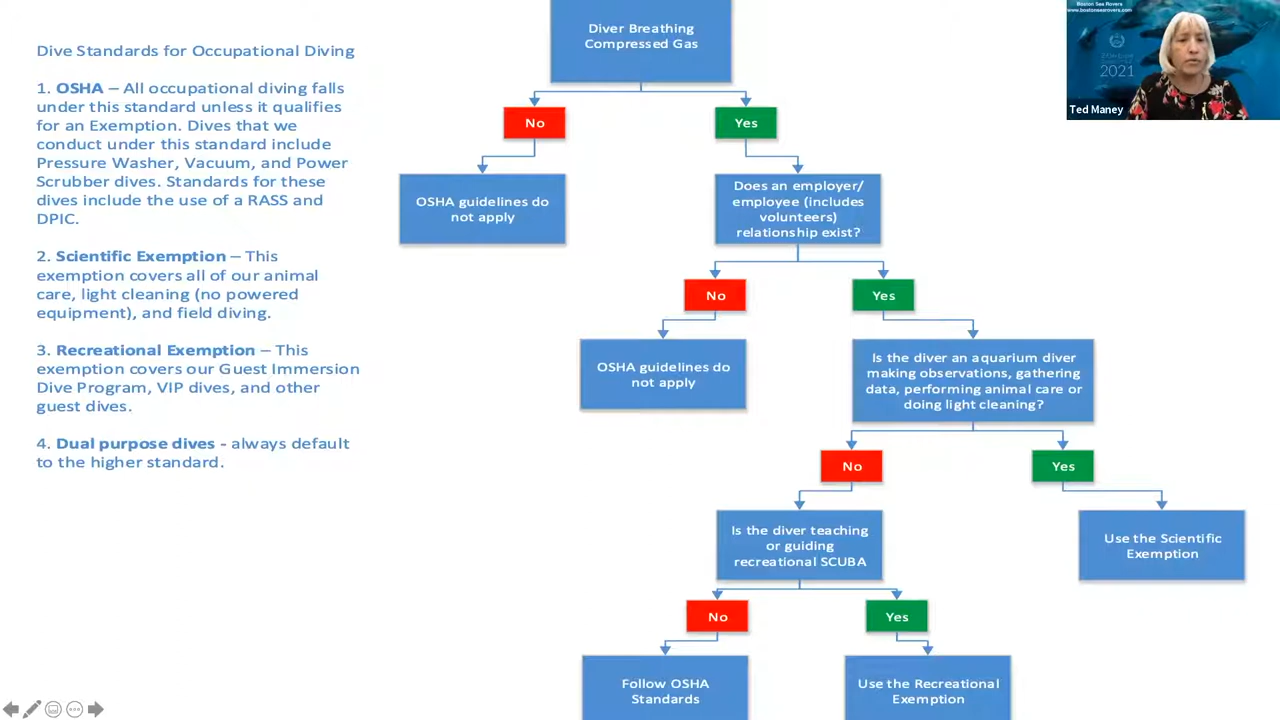 Dive Standards for Occupational Diving
1. OSHA – All occupational diving falls
under this standard unless it qualifies
for an Exemption. Dives that we
conduct under this standard include
Pressure Washer, Vacuum, and Power
Scrubber dives. Standards for these
dives include the use of a RASS and
DPIC.
2. Scientific Exemption – This
exemption covers all of our animal
care, light cleaning (no powered
equipment), and field diving.
3. Recreational Exemption – This
exemption covers our Guest Immersion
Dive Program, VIP dives, and other
guest dives.
4. Dual purpose dives - always default
to the higher standard.
Diver Breathing
Compressed Gas
No
Yes
OSHA guidelines do
not apply
Does an employer/
employee (includes
volunteers)
relationship exist?
No
Yes
OSHA guidelines do
not apply
Is the diver an aquarium diver
making observations, gathering
data, performing animal care or
doing light cleaning?
No
Yes
Is the diver teaching
or guiding
recreational SCUBA
Use the Scientific
Exemption
No
Yes
Follow OSHA
Standards
Use the Recreational
Exemption
Boston Sea Rovers
www.bostonsearovers.com
2021
Ted Maney